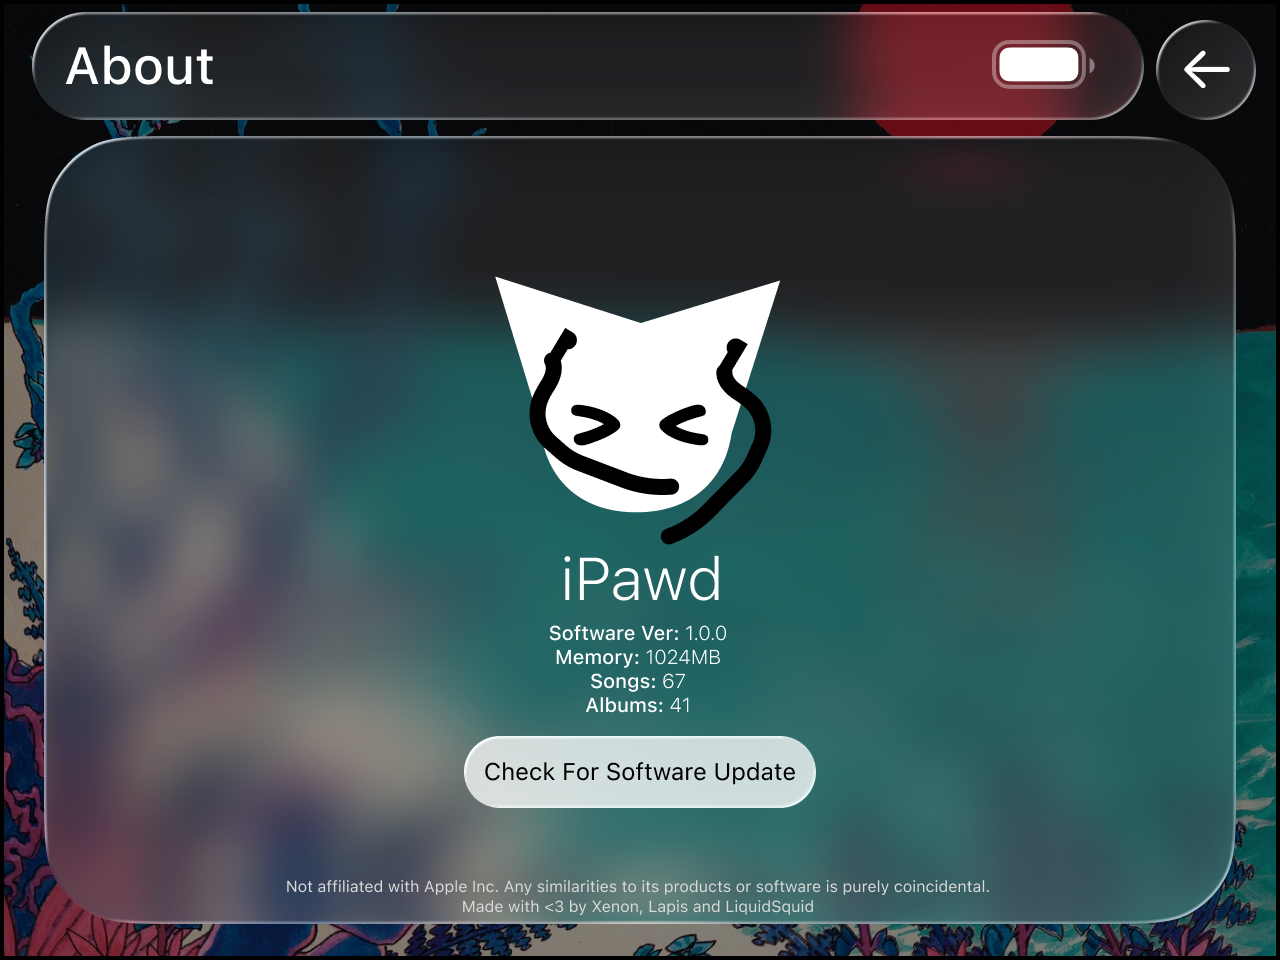 About
iPawd
Software Ver: 1.0.0
Memory: 1024MB
Songs: 67
Albums: 41
Check For Software Update
Not affiliated with Apple Inc. Any similarities to its products or software is purely coincidental.
Made with <3 by Xenon, Lapis and LiquidSquid